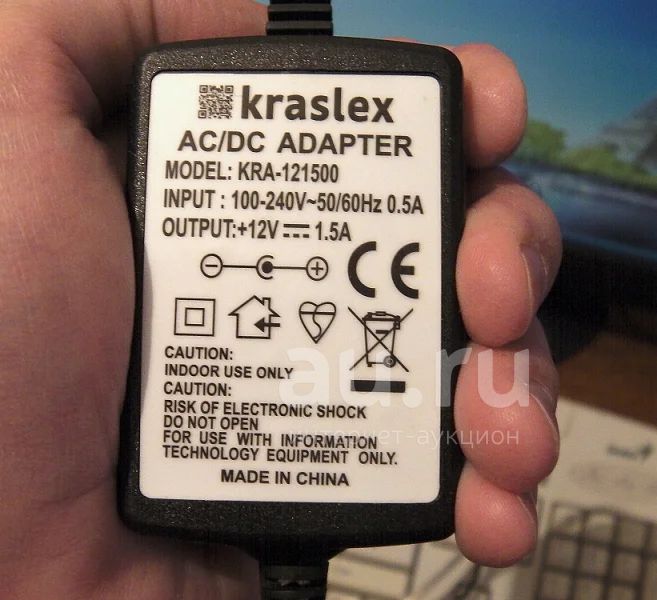 kraslex
AC/DC ADAPTER
MODEL: KRA-121500
INPUT : 100-240V~50/60Hz 0.5A
OUTPUT:+12V⎓1.5A
CE
CAUTION:
INDOOR USE ONLY
CAUTION:
RISK OF ELECTRONIC SHOCK
DO NOT OPEN
FOR USE WITH INFORMATION
TECHNOLOGY EQUIPMENT ONLY.
MADE IN CHINA
au.ru
интернет-аукцион